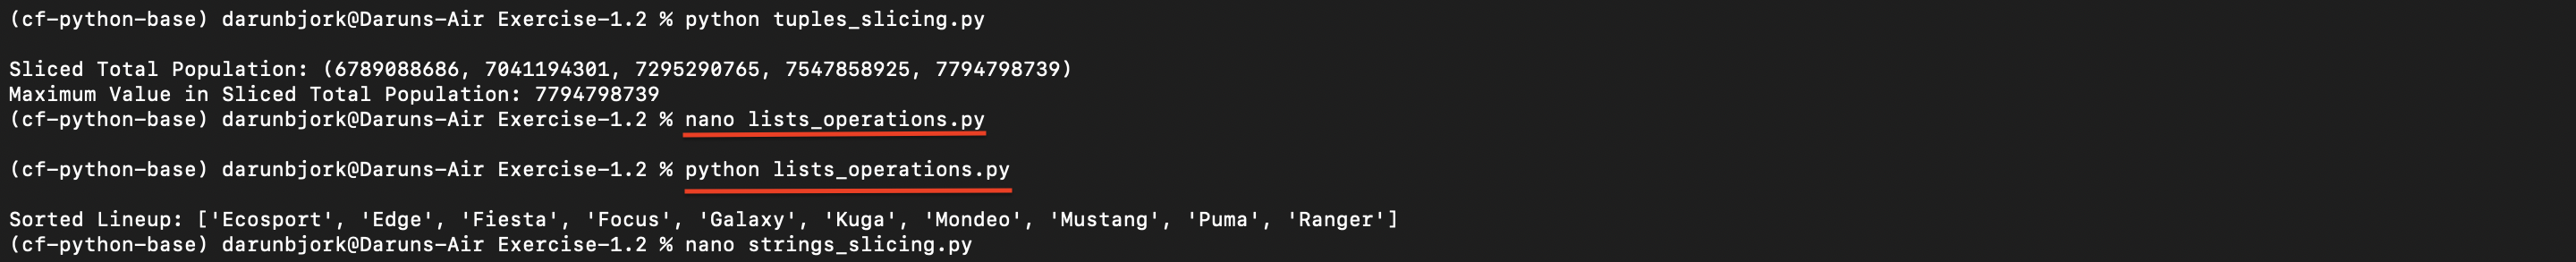 (cf-python-base) darunbjork@Daruns-Air Exercise-1.2 % python tuples_slicing.py
Sliced Total Population: (6789088686, 7041194301, 7295290765, 7547858925, 7794798739)
Maximum Value in Sliced Total Population: 7794798739
(cf-python-base) darunbjork@Daruns-Air Exercise-1.2 % nano lists_operations.py
(cf-python-base) darunbjork@Daruns-Air Exercise-1.2 % python lists_operations.py
Sorted Lineup: ['Ecosport', 'Edge', 'Fiesta', 'Focus', 'Galaxy', 'Kuga', 'Mondeo', 'Mustang', 'Puma', 'Ranger']
(cf-python-base) darunbjork@Daruns-Air Exercise-1.2 % nano strings_slicing.py